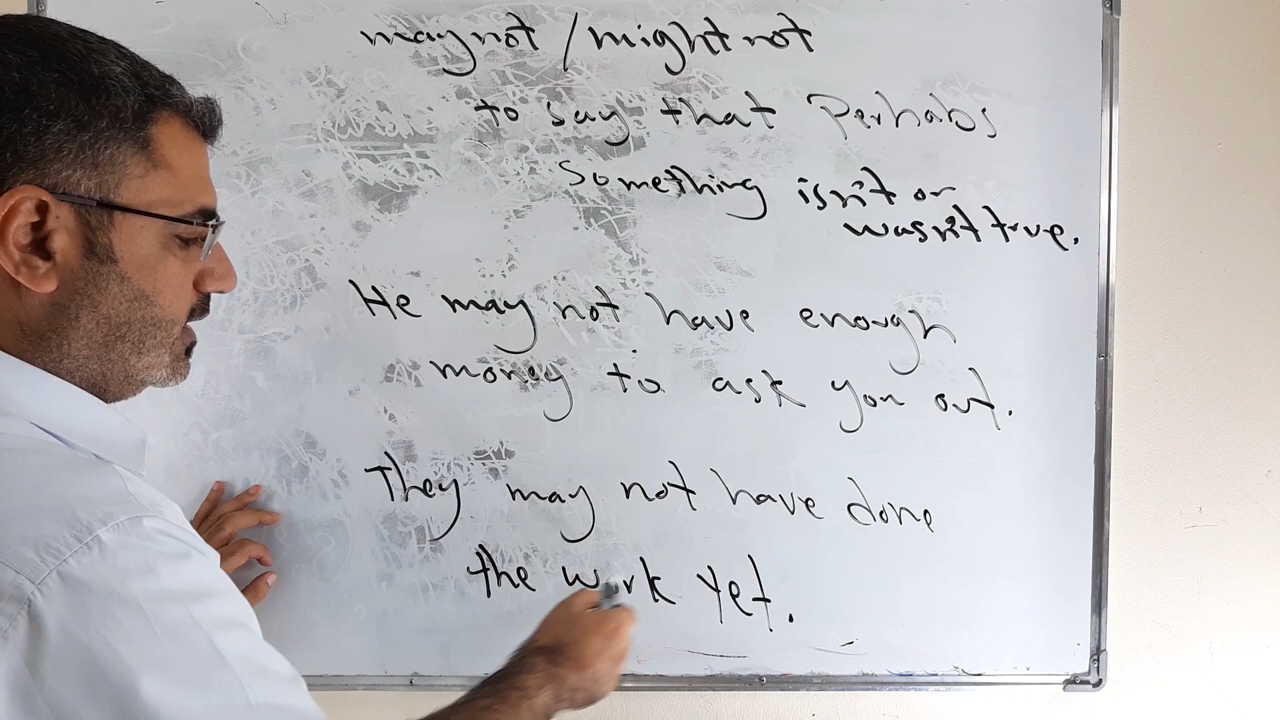 may not / might not
to say that Perhabs
Something isn't or
wasn't true.
He may not have enough
money to ask you out.
They may not have done
the work yet.